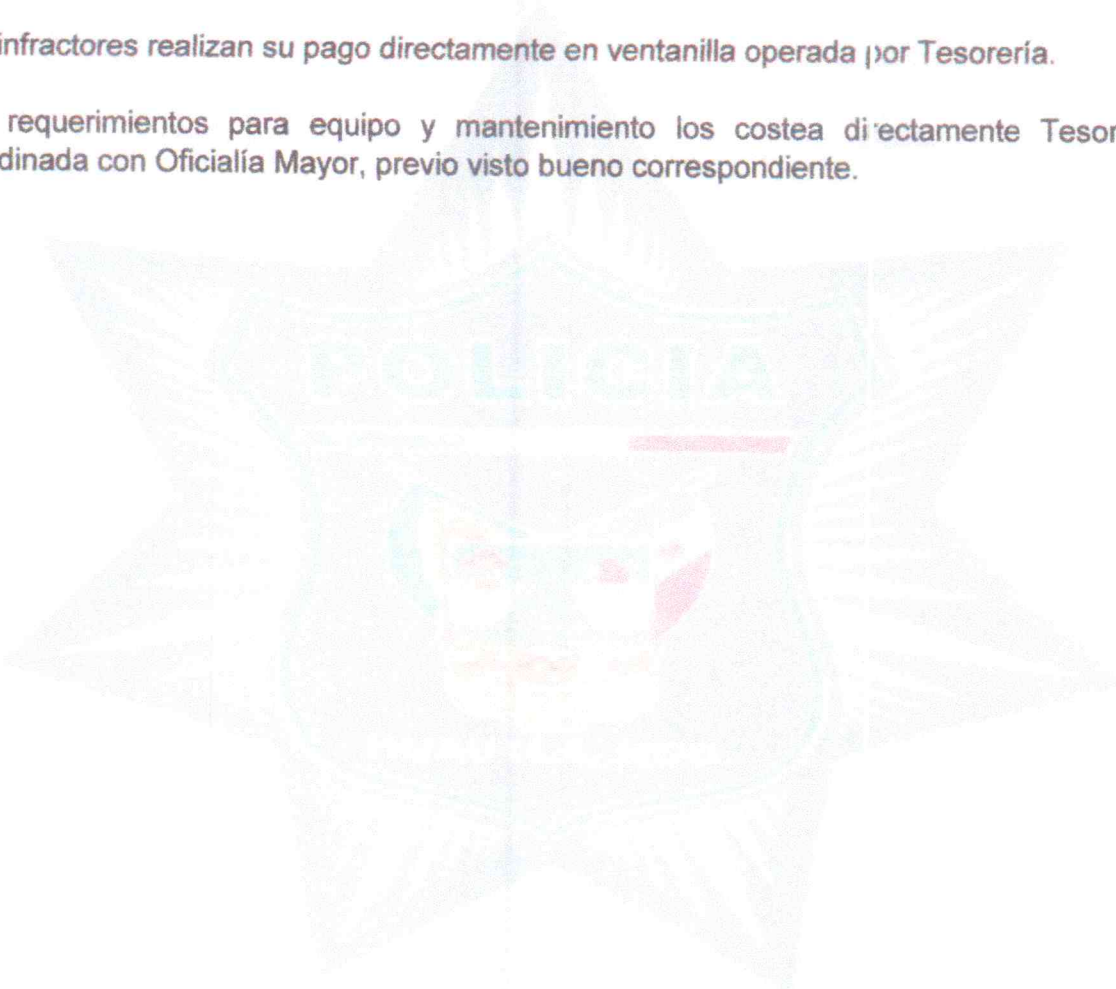 infractores realizan su pago directamente en ventanilla operada por Tesorería.
requerimientos para equipo y mantenimiento los costea directamente Tesor
dinada con Oficialía Mayor, previo visto bueno correspondiente.
POLICIA